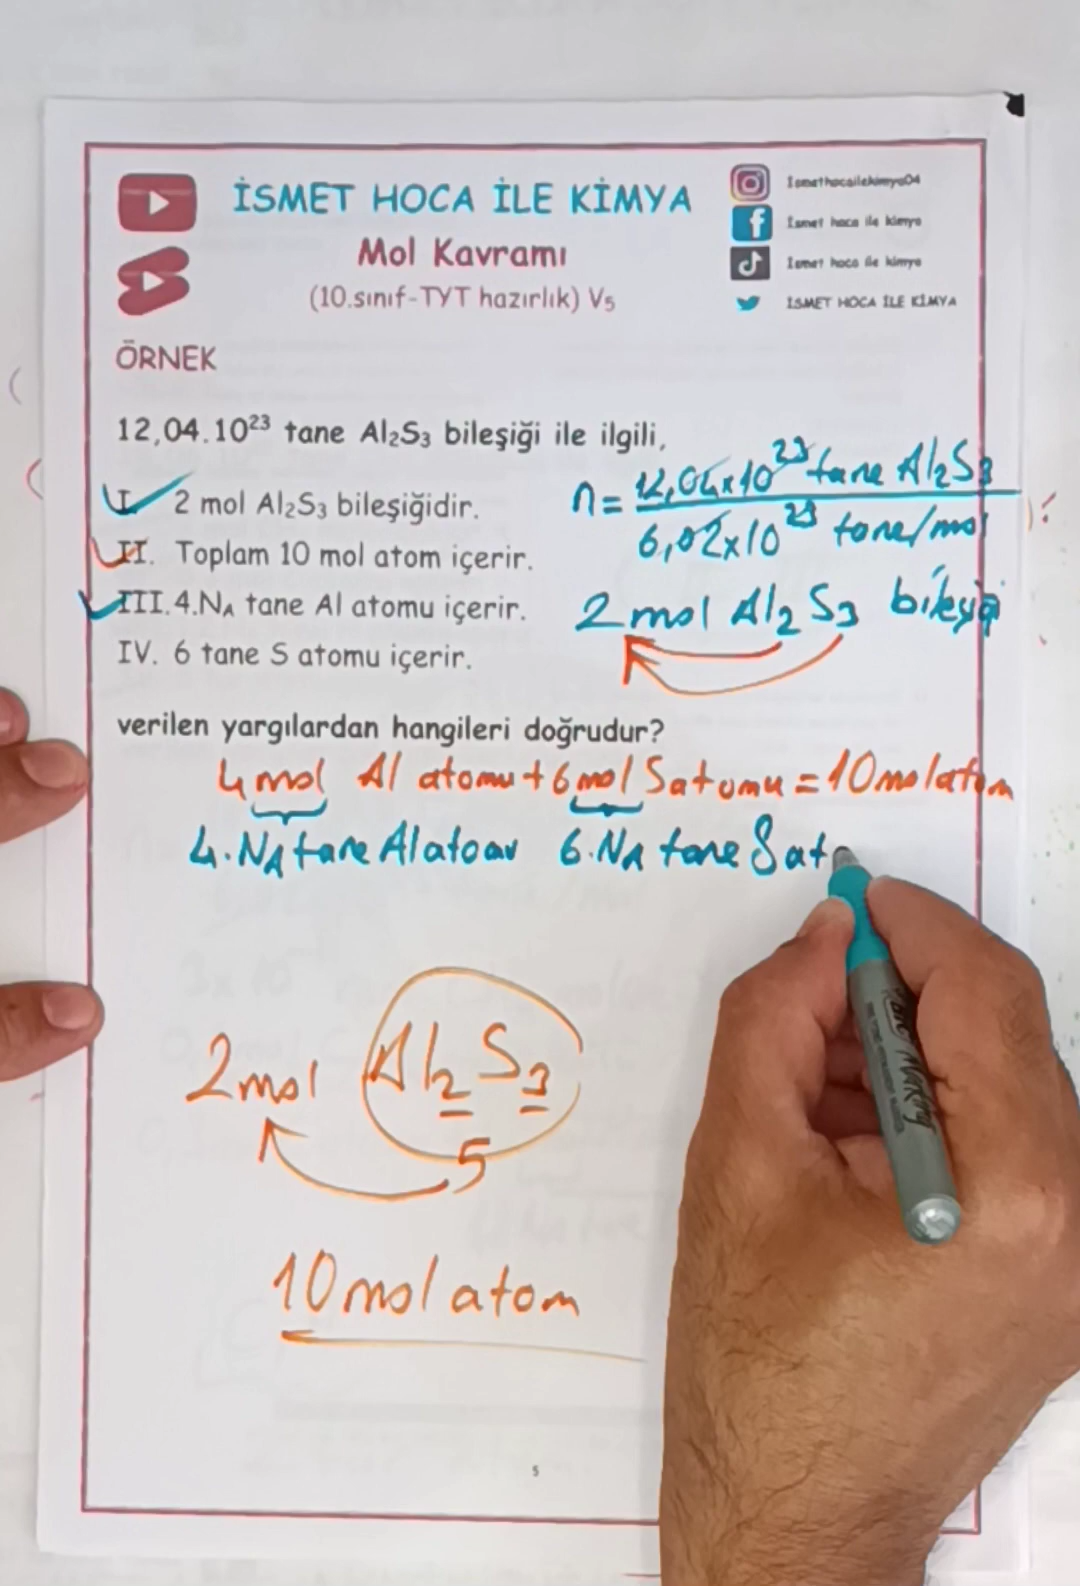 İSMET HOCA İLE KİMYA
Mol Kavramı
(10.sınıf-TYT hazırlık) V5
ismethocailekimya04
İsmet hoca ile kimya
İsmet hoca ile kimya
İSMET HOCA İLE KİMYA
ÖRNEK
12,04.10²³ tane Al₂S₃ bileşiği ile ilgili,
I. 2 mol Al₂S₃ bileşiğidir.
II. Toplam 10 mol atom içerir.
III. 4.Nᴀ tane Al atomu içerir.
IV. 6 tane S atomu içerir.
n = 12,04x10²³ tane Al₂S₃
6,02x10²³ tane/mol
2 mol Al₂S₃ bileşiği
verilen yargılardan hangileri doğrudur?
4 mol Al atomu + 6 mol S atomu = 10 mol atom
4.Nᴀ tane Al atomu 6.Nᴀ tane S at
2 mol Al₂S₃
5
10 mol atom
5